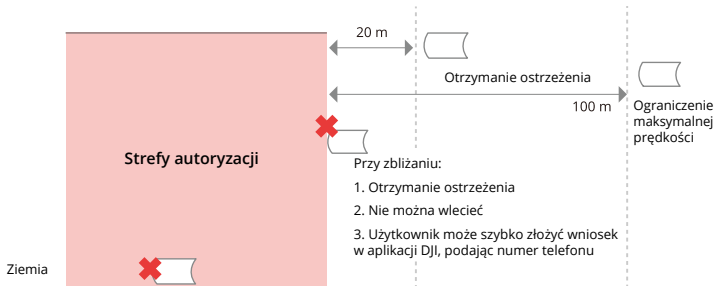 20 m
Otrzymanie ostrzeżenia
100 m
Ograniczenie
maksymalnej
prędkości
Strefy autoryzacji
Przy zbliżaniu:
1. Otrzymanie ostrzeżenia
2. Nie można wlecieć
3. Użytkownik może szybko złożyć wniosek
w aplikacji DJI, podając numer telefonu
Ziemia